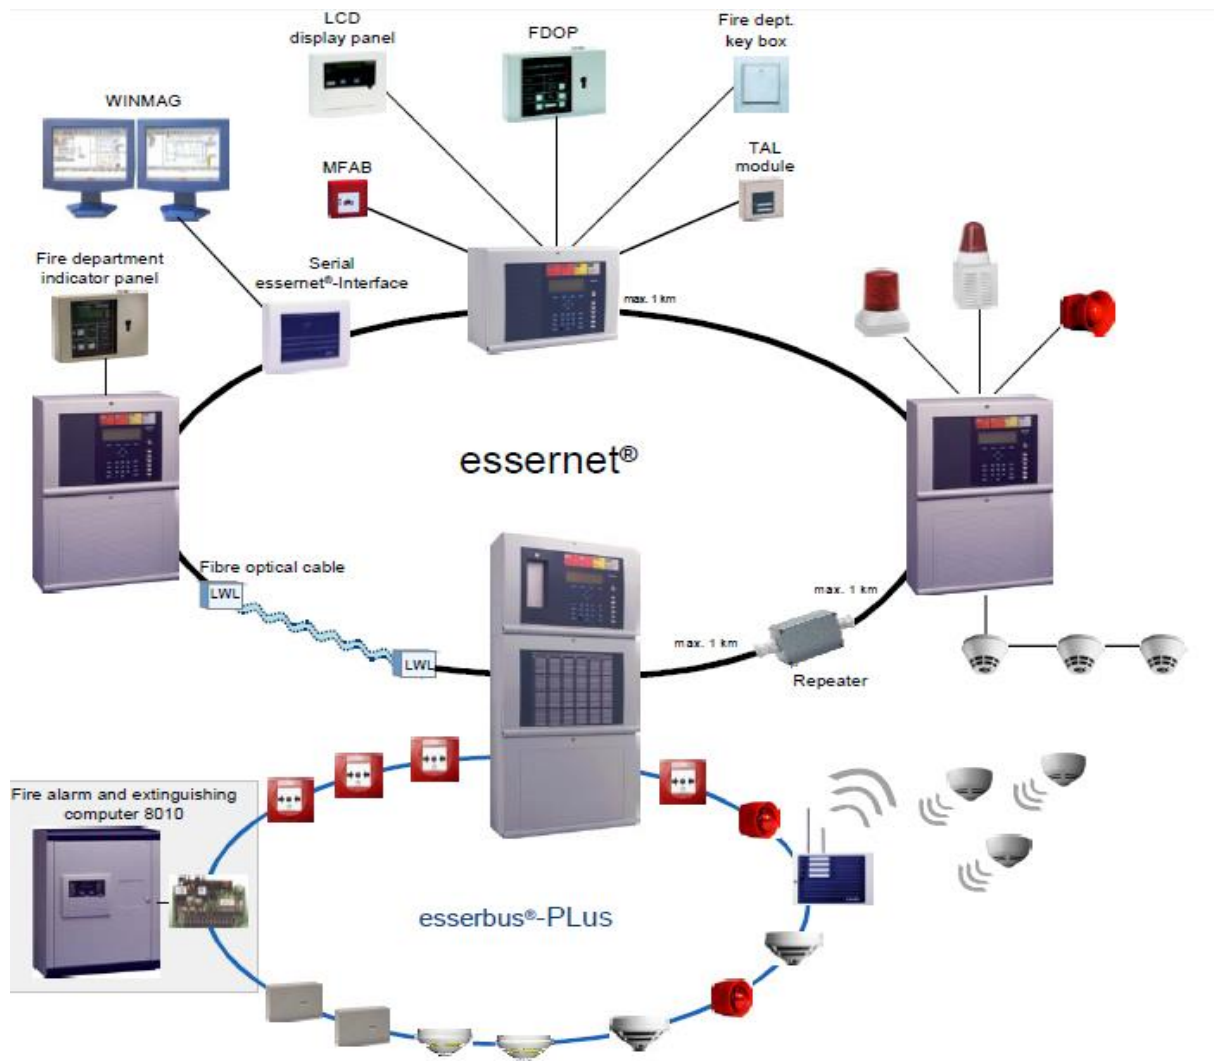 LCD
display panel
FDOP
Fire dept.
key box
WINMAG
MFAB
TAL
module
Fire department
indicator panel
Serial
essernet®-Interface
max. 1 km
essernet®
Fibre optical cable
LWL
LWL
max. 1 km
max. 1 km
Repeater
Fire alarm and extinguishing
computer 8010
esserbus®-PLus